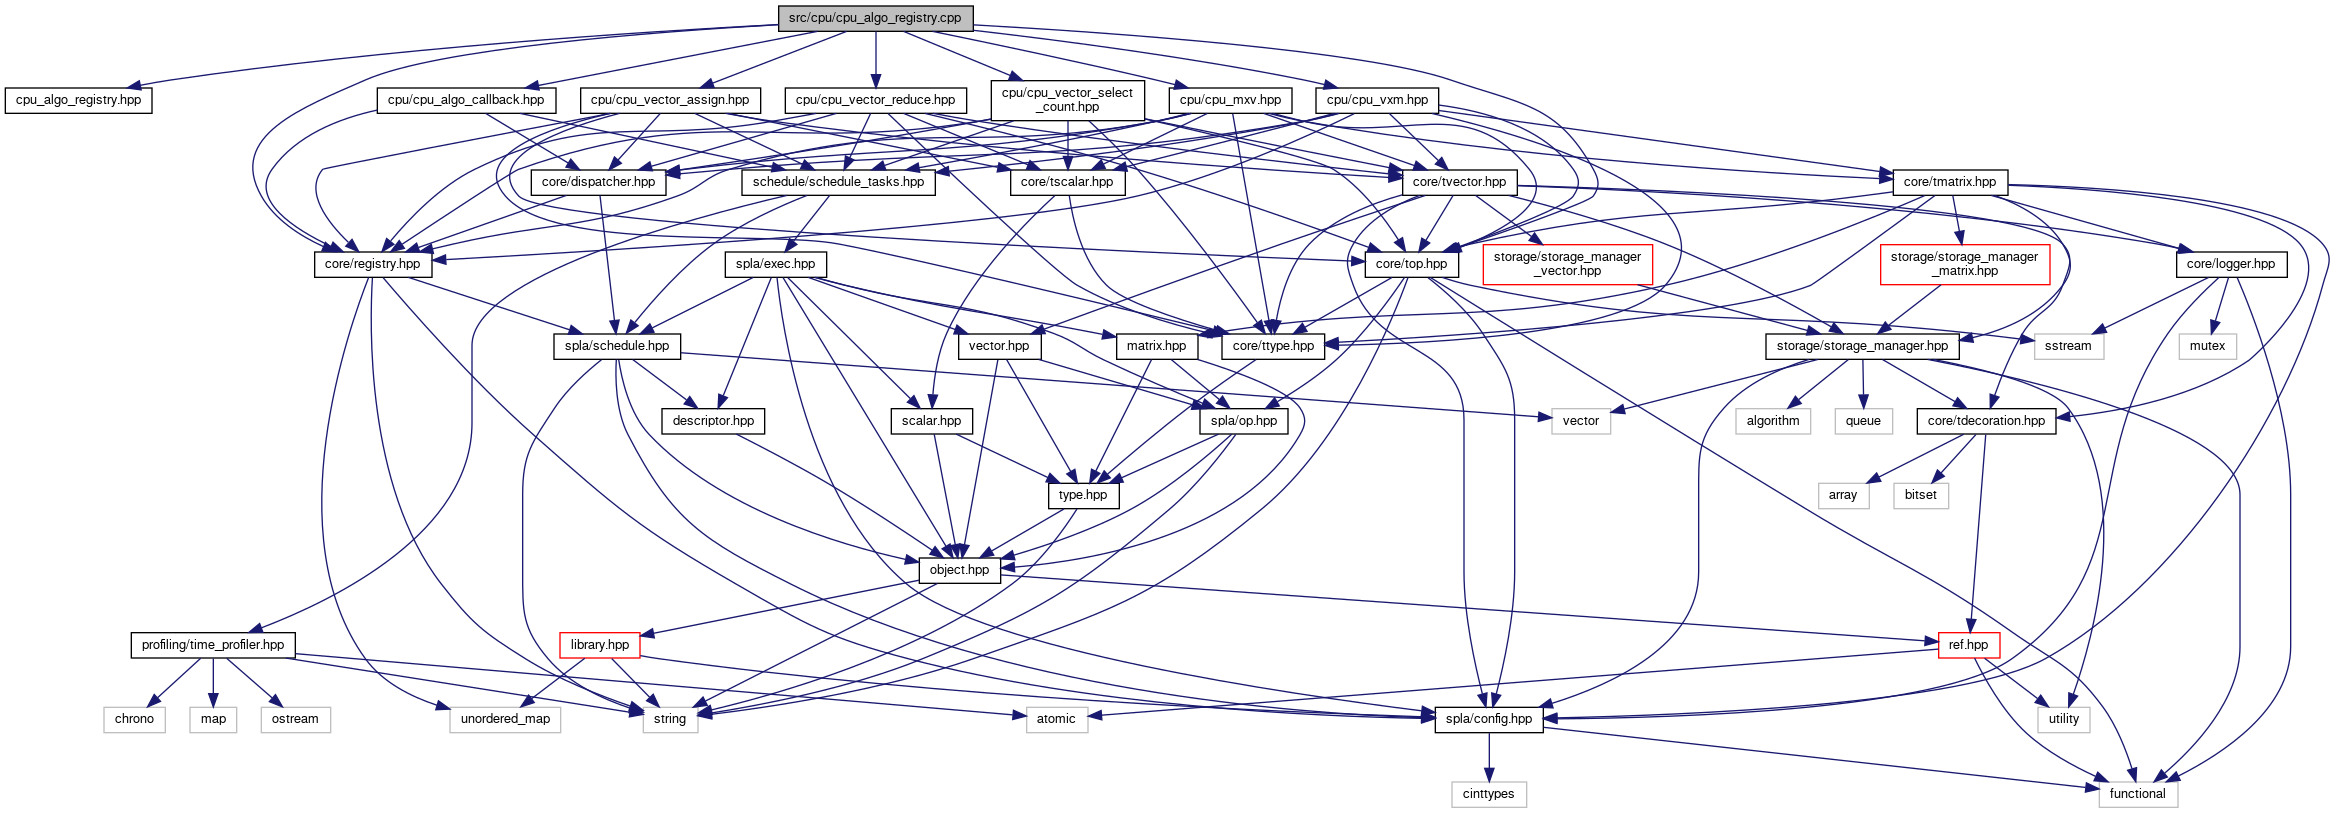 src/cpu/cpu_algo_registry.cpp
cpu_algo_registry.hpp
cpu/cpu_algo_callback.hpp
cpu/cpu_vector_assign.hpp
cpu/cpu_vector_reduce.hpp
cpu/cpu_vector_select
_count.hpp
cpu/cpu_mxv.hpp
cpu/cpu_vxm.hpp
core/dispatcher.hpp
schedule/schedule_tasks.hpp
core/tscalar.hpp
core/tvector.hpp
core/tmatrix.hpp
core/registry.hpp
spla/exec.hpp
core/top.hpp
storage/storage_manager
_vector.hpp
storage/storage_manager
_matrix.hpp
core/logger.hpp
spla/schedule.hpp
vector.hpp
matrix.hpp
core/ttype.hpp
storage/storage_manager.hpp
sstream
mutex
descriptor.hpp
scalar.hpp
spla/op.hpp
vector
algorithm
queue
core/tdecoration.hpp
type.hpp
array
bitset
object.hpp
profiling/time_profiler.hpp
library.hpp
ref.hpp
chrono
map
ostream
unordered_map
string
atomic
spla/config.hpp
utility
cinttypes
functional